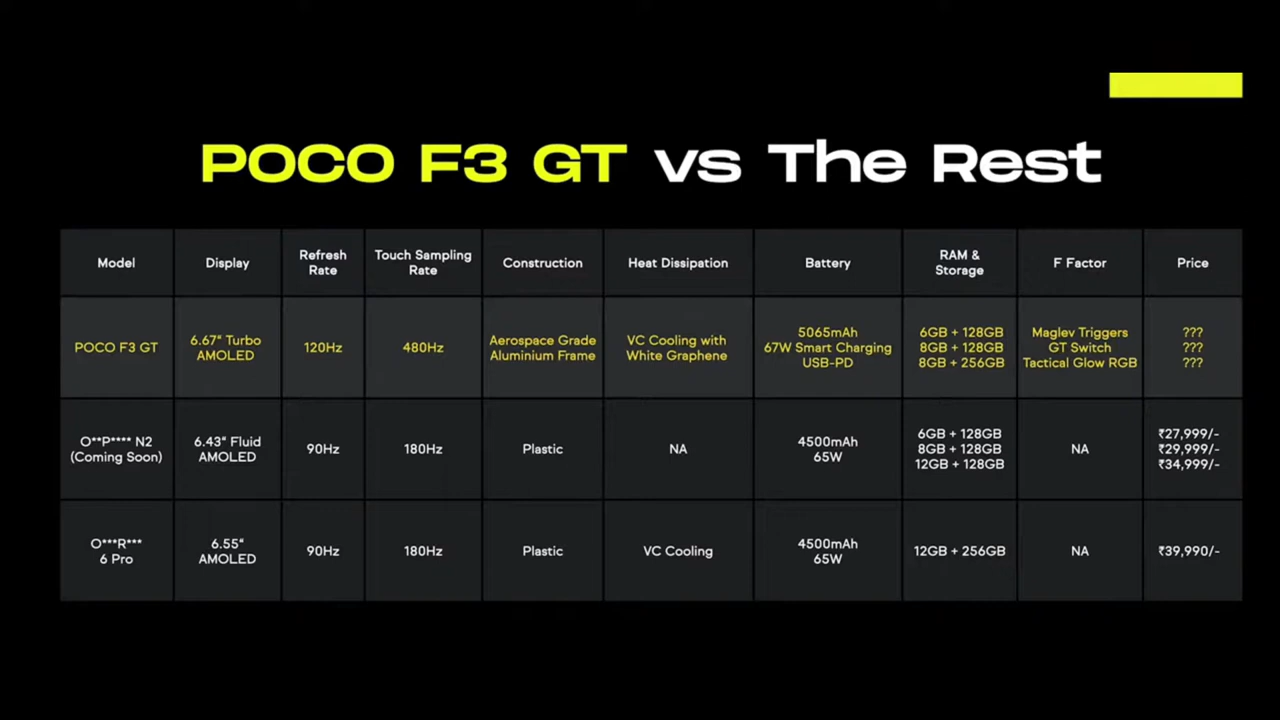 POCO F3 GT vs The Rest
Model
Display
Refresh
Rate
Touch Sampling
Rate
Construction
Heat Dissipation
Battery
RAM &
Storage
F Factor
Price
POCO F3 GT
6.67“ Turbo
AMOLED
120Hz
480Hz
Aerospace Grade
Aluminium Frame
VC Cooling with
White Graphene
5065mAh
67W Smart Charging
USB-PD
6GB + 128GB
8GB + 128GB
8GB + 256GB
Maglev Triggers
GT Switch
Tactical Glow RGB
???
???
???
O**P**** N2
(Coming Soon)
6.43“ Fluid
AMOLED
90Hz
180Hz
Plastic
NA
4500mAh
65W
6GB + 128GB
8GB + 128GB
12GB + 128GB
NA
₹27,999/-
₹29,999/-
₹34,999/-
O***R***
6 Pro
6.55“
AMOLED
90Hz
180Hz
Plastic
VC Cooling
4500mAh
65W
12GB + 256GB
NA
₹39,990/-